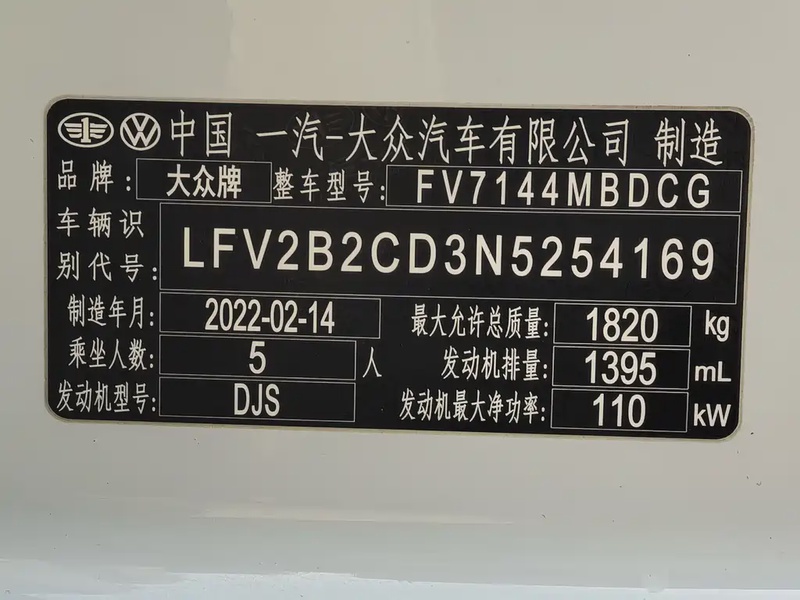 中国 一汽-大众汽车有限公司 制造
品牌: 大众牌 整车型号: FV7144MBDCG
车辆识别代号: LFV2B2CD3N5254169
制造年月: 2022-02-14 最大允许总质量: 1820 kg
乘坐人数: 5 人 发动机排量: 1395 mL
发动机型号: DJS 发动机最大净功率: 110 kW